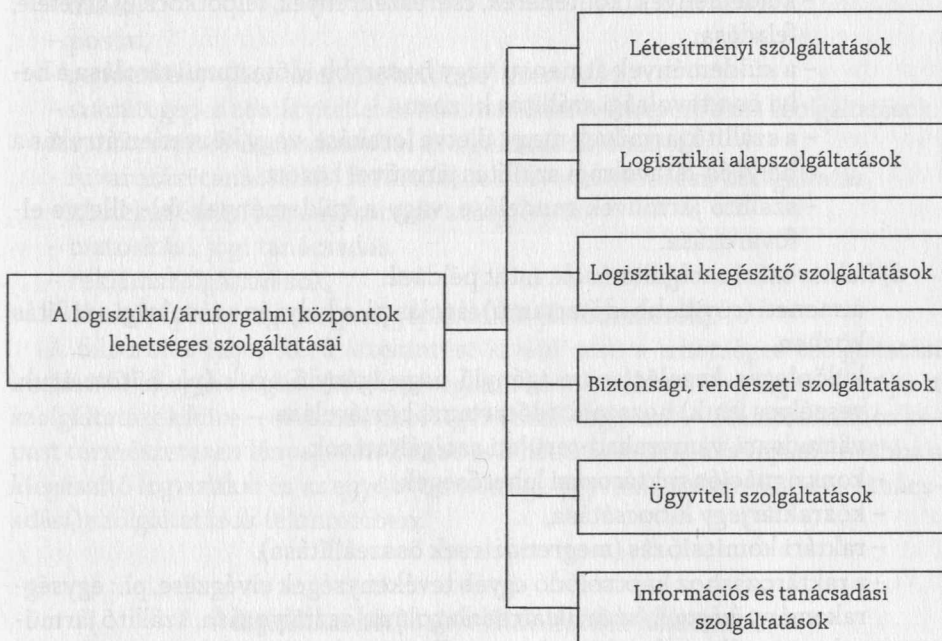 Létesítményi szolgáltatások
Logisztikai alapszolgáltatások
Logisztikai kiegészítő szolgáltatások
A logisztikai/áruforgalmi központok
lehetséges szolgáltatásai
Biztonsági, rendészeti szolgáltatások
Ügyviteli szolgáltatások
Információs és tanácsadási
szolgáltatások